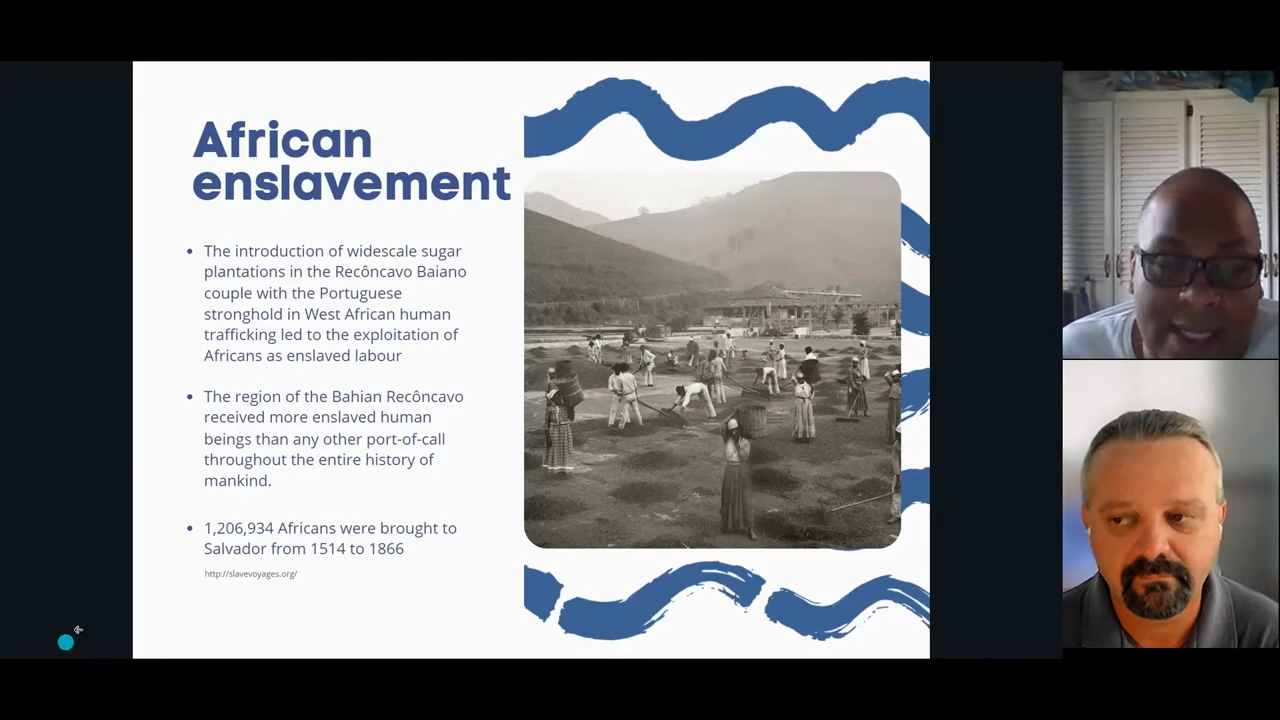 African
enslavement
• The introduction of widescale sugar
plantations in the Recôncavo Baiano
couple with the Portuguese
stronghold in West African human
trafficking led to the exploitation of
Africans as enslaved labour
• The region of the Bahian Recôncavo
received more enslaved human
beings than any other port-of-call
throughout the entire history of
mankind.
• 1,206,934 Africans were brought to
Salvador from 1514 to 1866
http://slavevoyages.org/